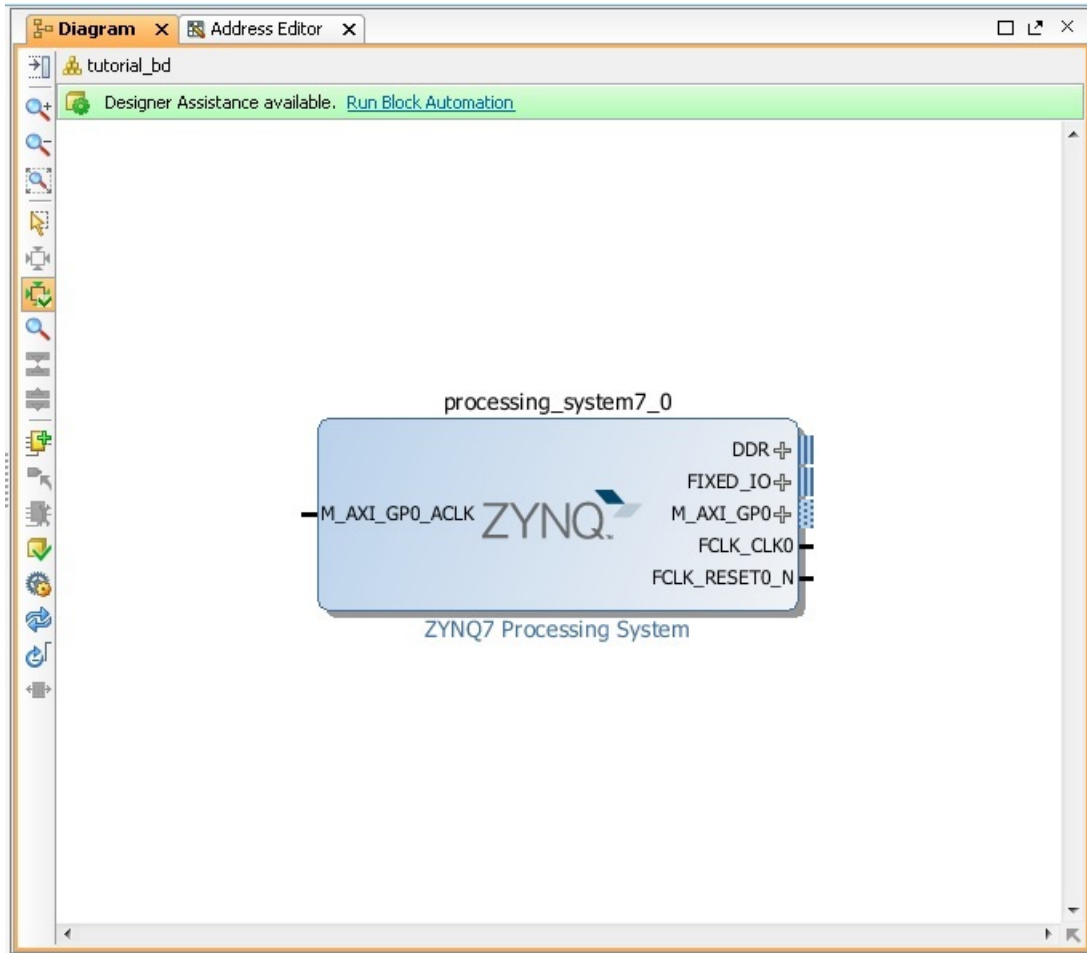 Diagram Address Editor
tutorial_bd
Designer Assistance available. Run Block Automation
processing_system7_0
DDR
FIXED_IO
M_AXI_GP0_ACLK ZYNQ™ M_AXI_GP0
FCLK_CLK0
FCLK_RESET0_N
ZYNQ7 Processing System